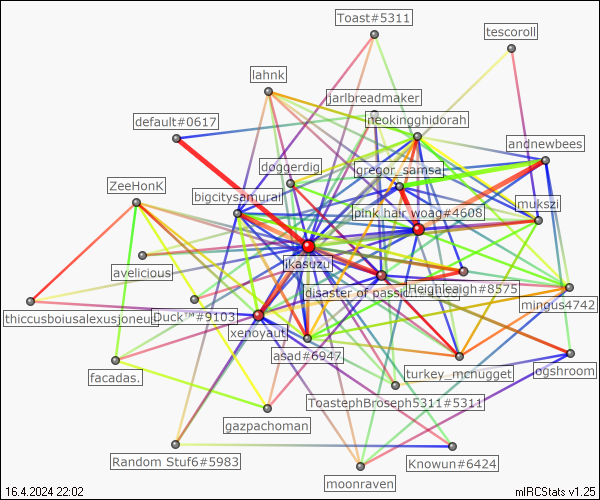 Toast#5311
tescoroll
lahnk
jarlbreadmaker
neokingghidorah
default#0617
andnewbees
doggerdig
gregor_samsa
ZeeHonK
bigcitysamurai
mukszi
pink hair woag#4608
avelicious
ikasuzu
Heighleaigh#8575
disaster of passion
mingus4742
thiccusboiusalexusjoneus
Duck™#9103
xenoyaut
asad#6947
turkey_mcnugget
ogshroom
facadas.
ToastephBroseph5311#5311
gazpachoman
Random Stuf6#5983
Knowun#6424
moonraven
16.4.2024 22:02
mIRCStats v1.25